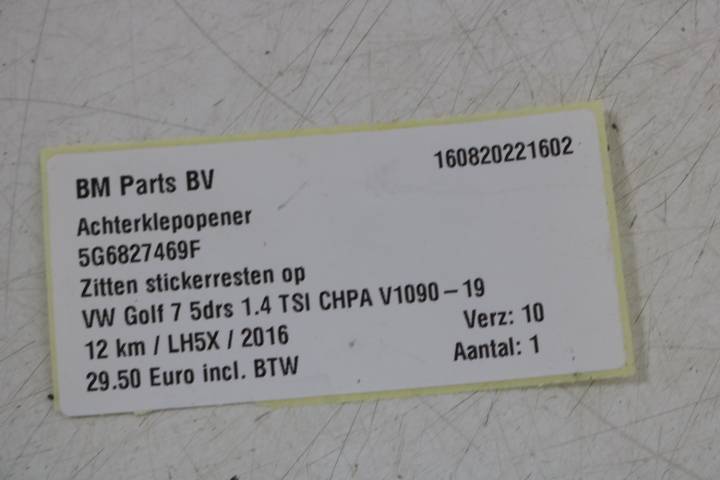 BM Parts BV 160820221602
Achterklepopener
5G6827469F
Zitten stickerresten op
VW Golf 7 5drs 1.4 TSI CHPA V1090-19
12 km / LH5X / 2016 Verz: 10
29.50 Euro incl. BTW Aantal: 1